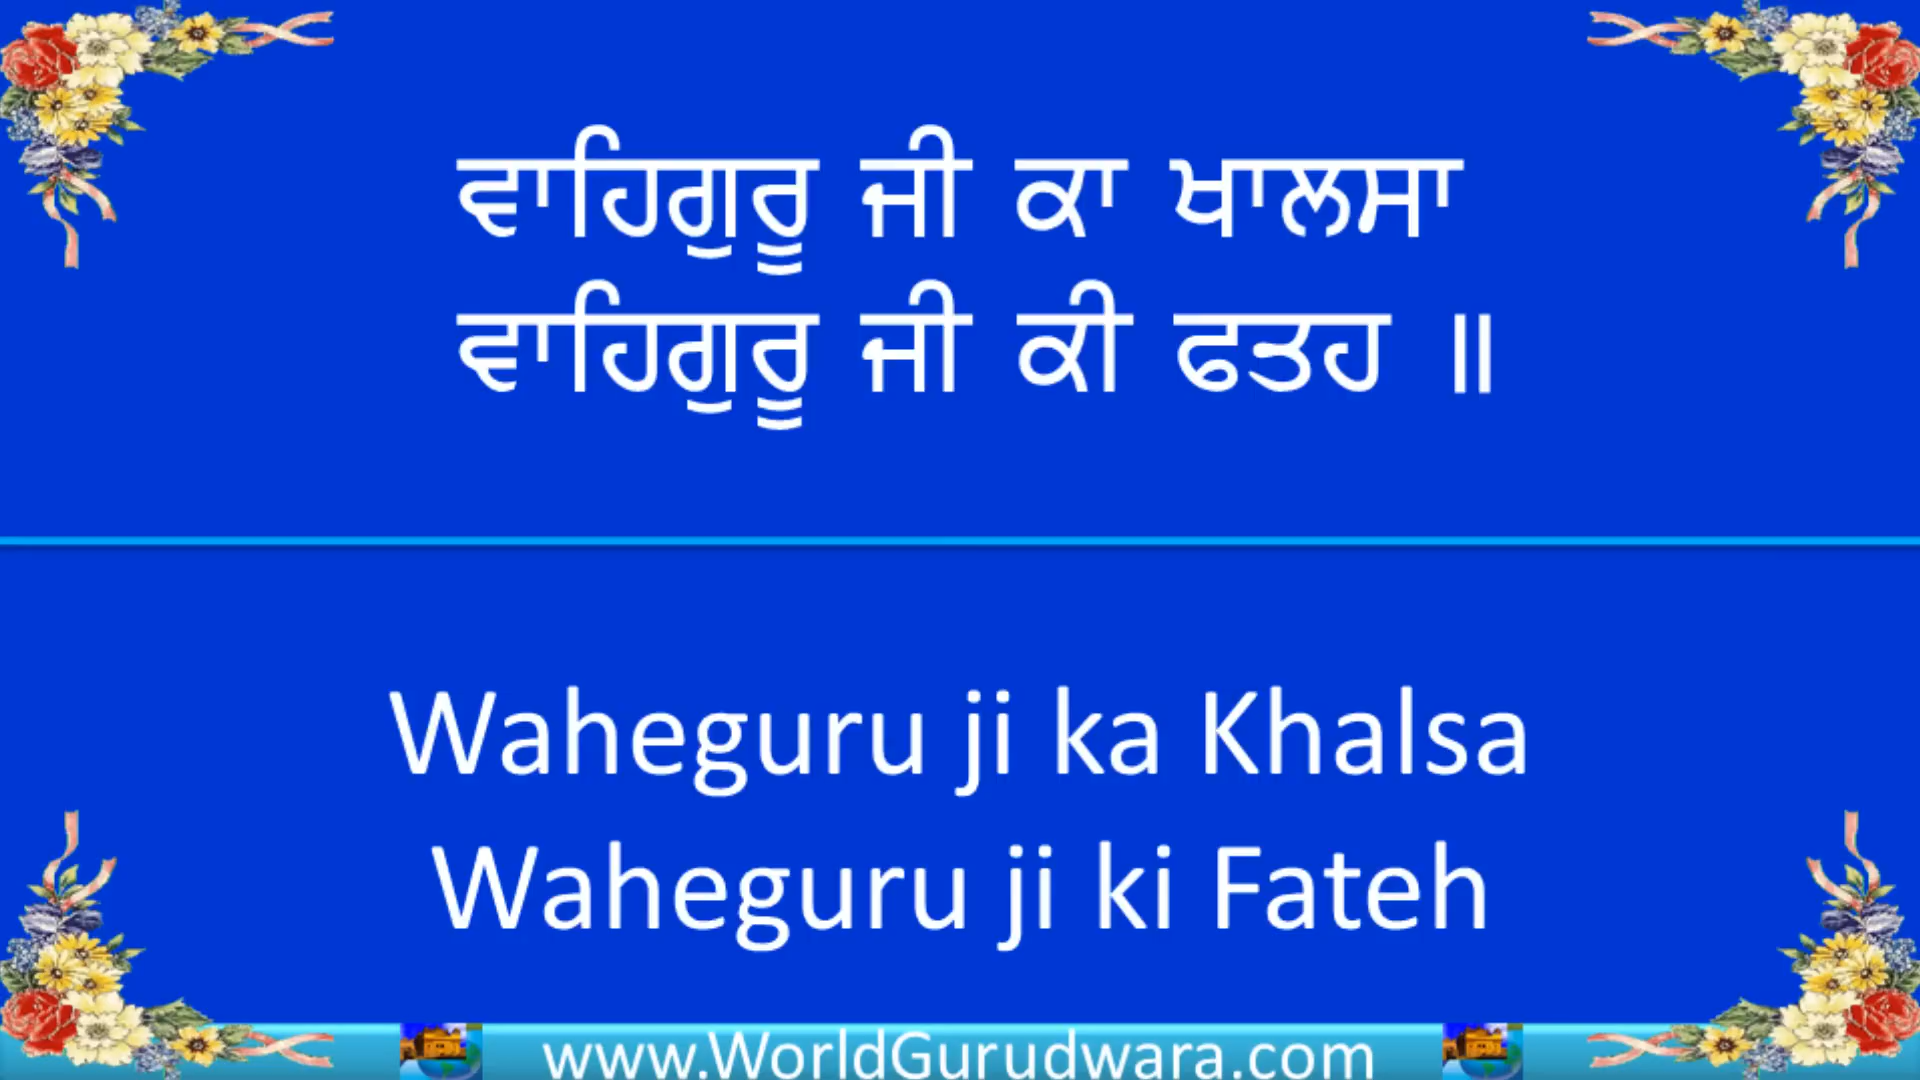 ਵਾਹਿਗੁਰੂ ਜੀ ਕਾ ਖਾਲਸਾ
ਵਾਹਿਗੁਰੂ ਜੀ ਕੀ ਫਤਹ ॥
Waheguru ji ka Khalsa
Waheguru ji ki Fateh
www.WorldGurudwara.com